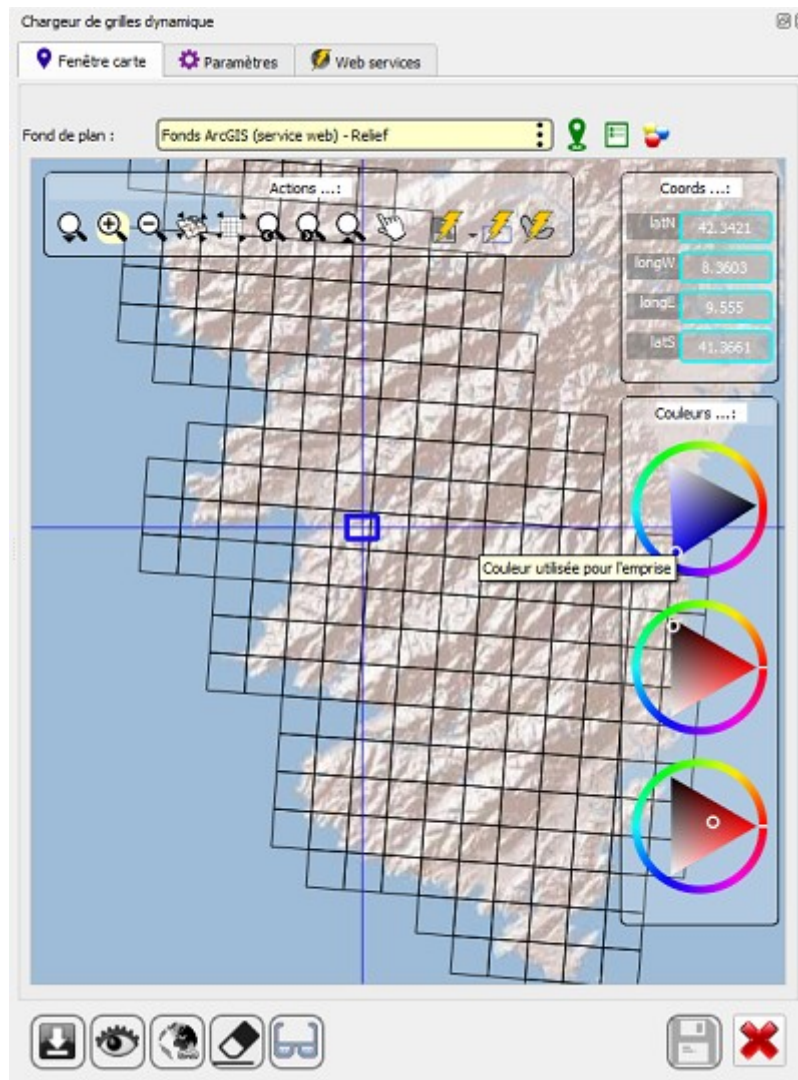 Chargeur de grilles dynamique
Fenêtre carte
Paramètres
Web services
Fond de plan :
Fonds ArcGIS (service web) - Relief
Actions ...:
Coords ...:
latN 42.3421
longW 8.3603
longE 9.555
latS 41.3661
Couleurs ...:
Couleur utilisée pour l'emprise